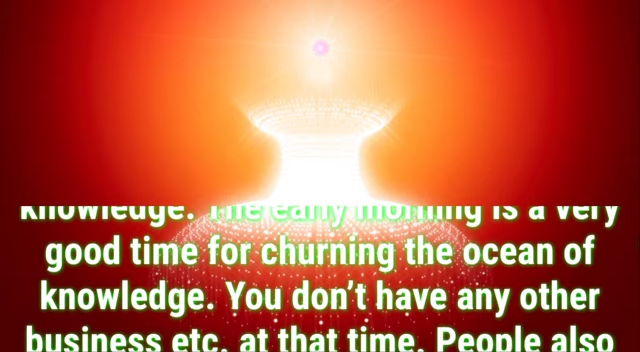 knowledge. The early morning is a very
good time for churning the ocean of
knowledge. You don't have any other
business etc. at that time. People also